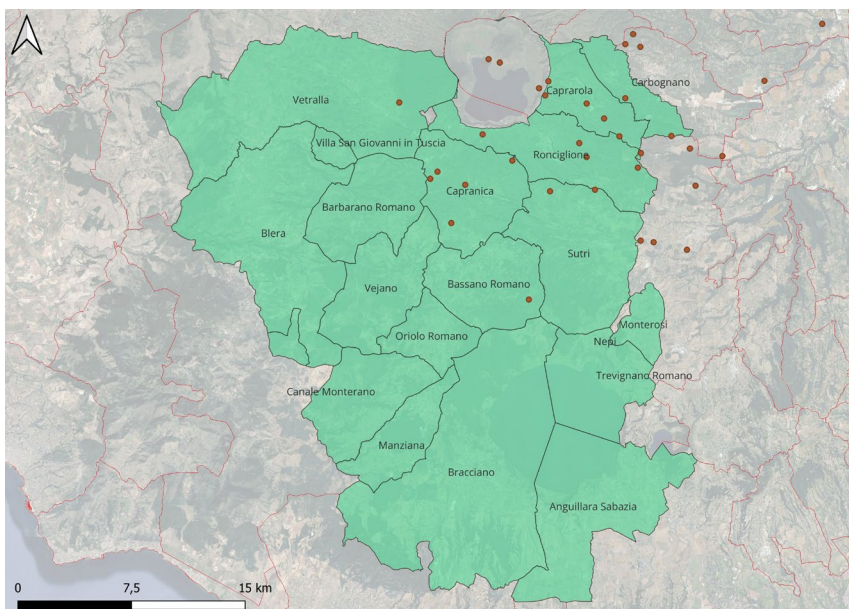 Carbognano
Caprarola
Vetralla
Villa San Giovanni in Tuscia
Ronciglione
Capranica
Barbarano Romano
Blera
Sutri
Vejano
Bassano Romano
Monterosi
Oriolo Romano
Nepi
Trevignano Romano
Canale Monterano
Manziana
Bracciano
Anguillara Sabazia
0 7,5 15 km